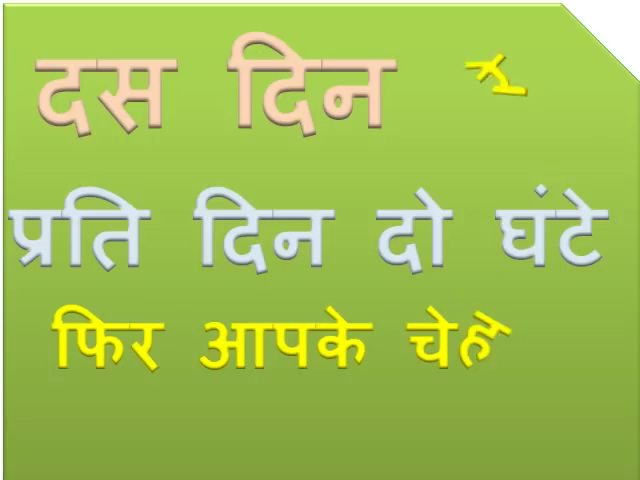 दस दिन
प्रति दिन दो घंटे
फिर आपके